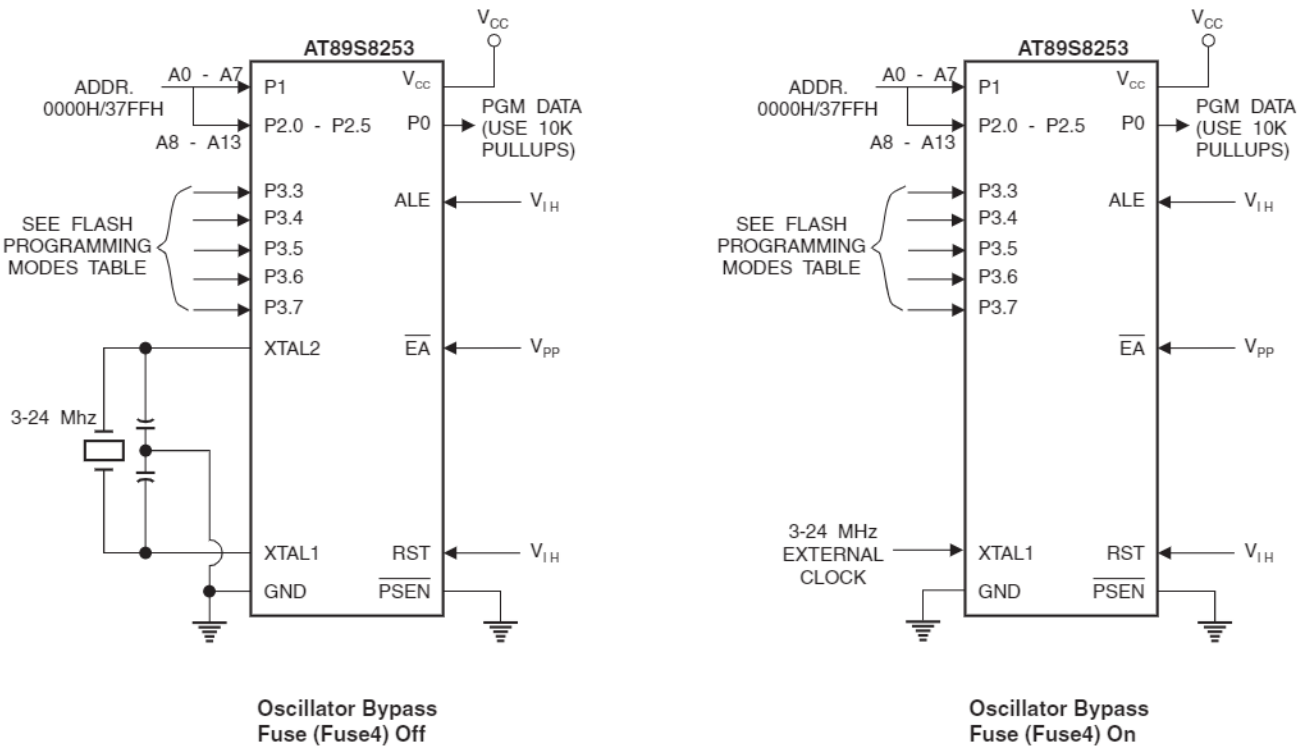 VCC
AT89S8253
ADDR.
0000H/37FFH
A0 - A7
A8 - A13
P1
P2.0 - P2.5
VCC
P0
PGM DATA
(USE 10K
PULLUPS)
SEE FLASH
PROGRAMMING
MODES TABLE
P3.3
P3.4
P3.5
P3.6
P3.7
ALE
VIH
XTAL2
EA
VPP
3-24 Mhz
XTAL1
RST
VIH
GND
PSEN
Oscillator Bypass
Fuse (Fuse4) Off
VCC
AT89S8253
ADDR.
0000H/37FFH
A0 - A7
A8 - A13
P1
P2.0 - P2.5
VCC
P0
PGM DATA
(USE 10K
PULLUPS)
SEE FLASH
PROGRAMMING
MODES TABLE
P3.3
P3.4
P3.5
P3.6
P3.7
ALE
VIH
EA
VPP
3-24 MHz
EXTERNAL
CLOCK
XTAL1
RST
VIH
GND
PSEN
Oscillator Bypass
Fuse (Fuse4) On